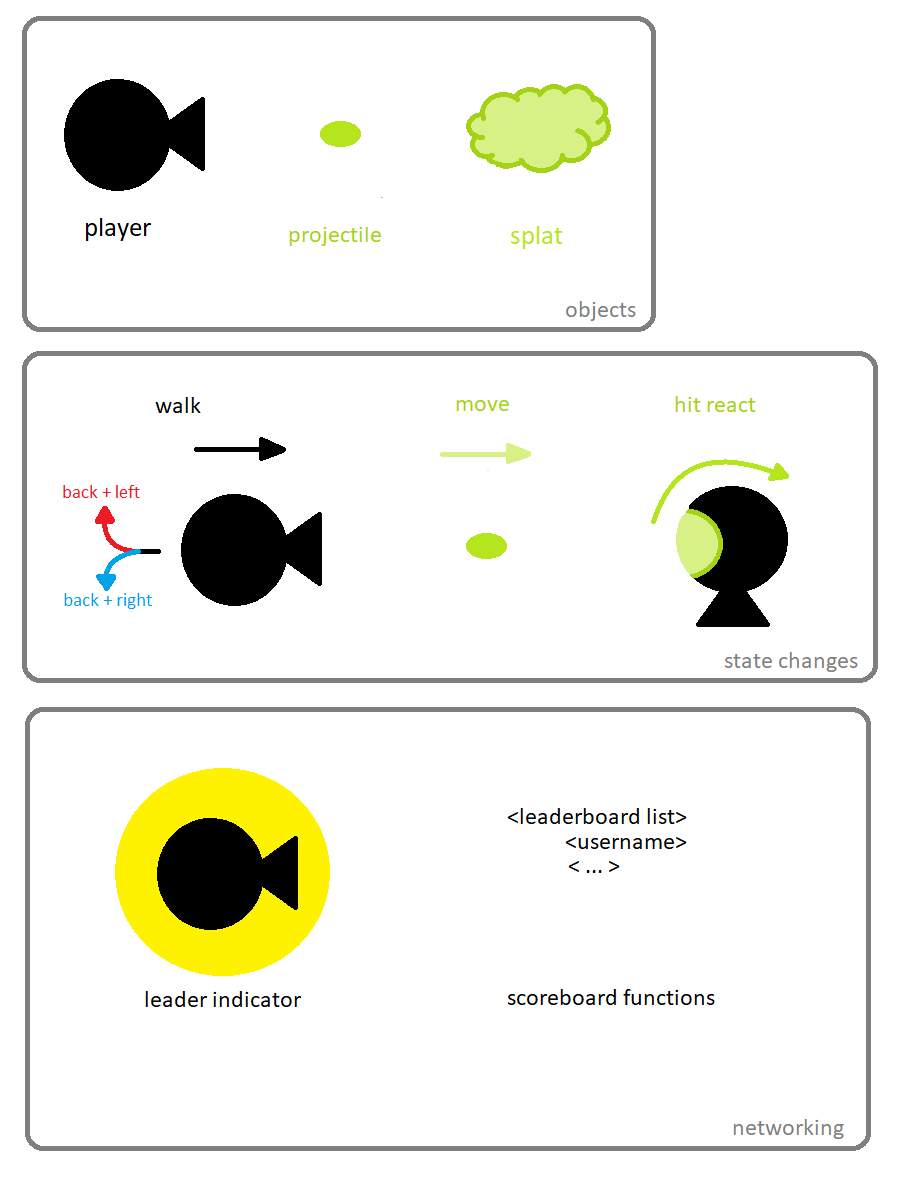 player
projectile
splat
objects
walk
move
hit react
back + left
back + right
state changes
<leaderboard list>
<username>
< ... >
leader indicator
scoreboard functions
networking